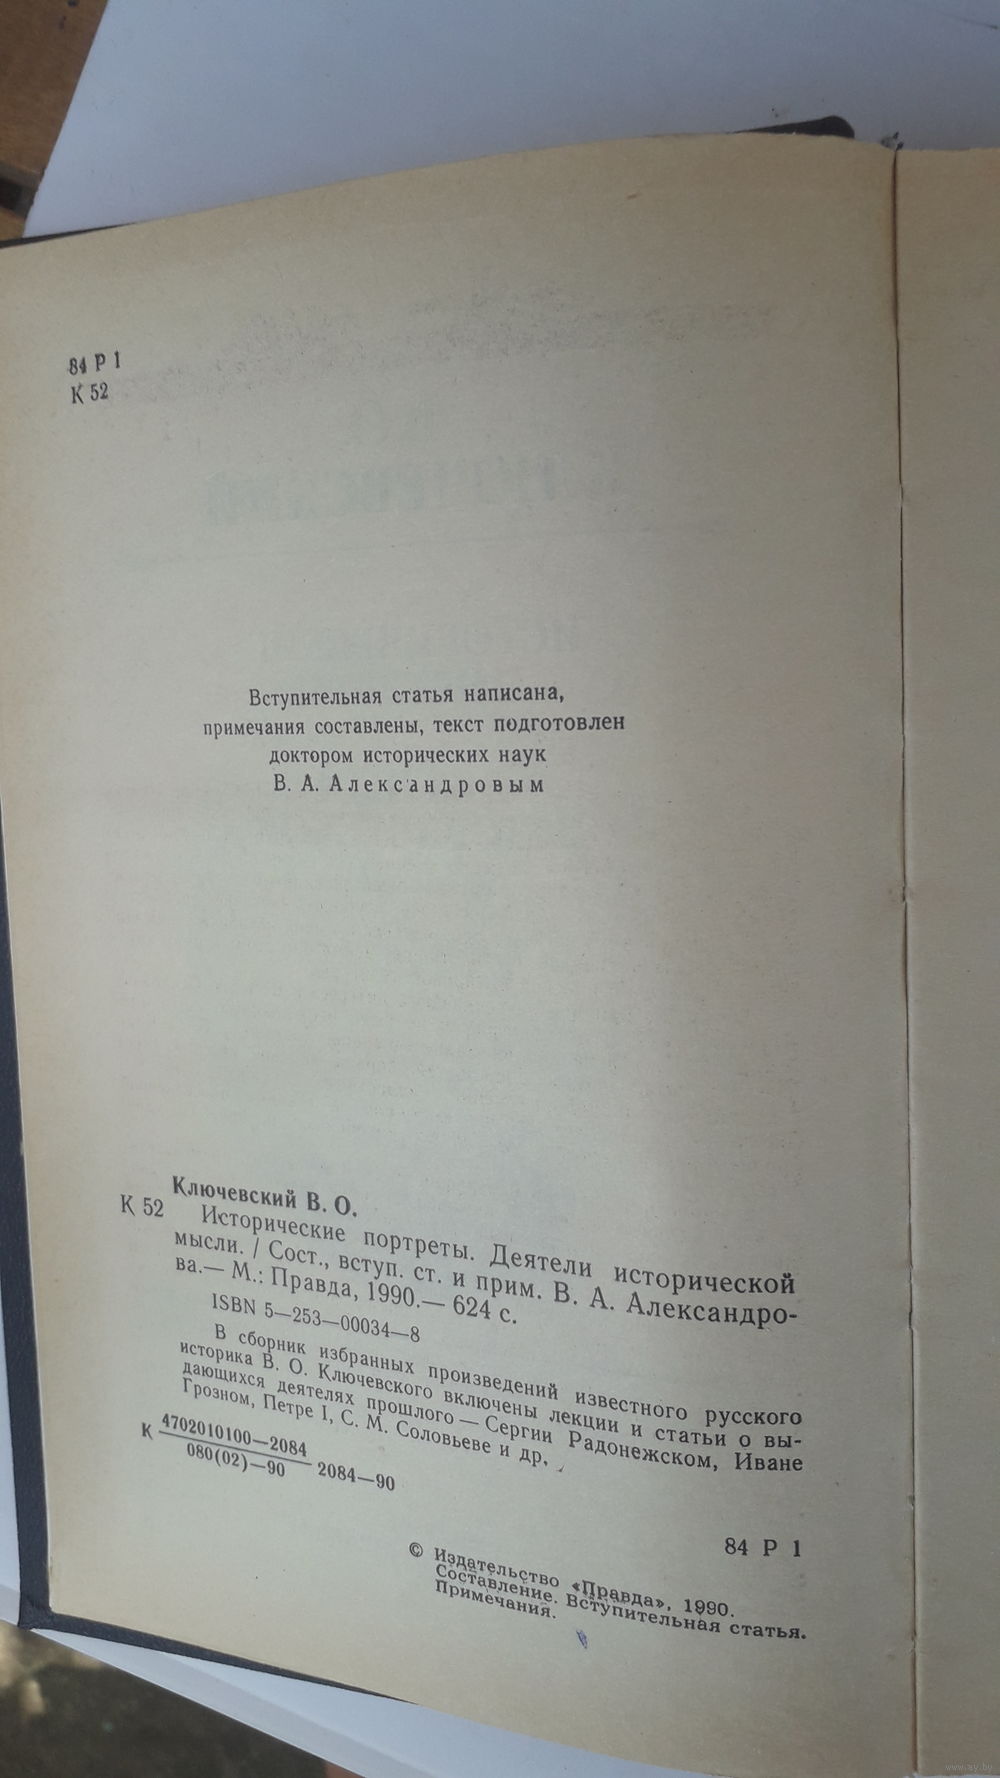 84 Р 1
К 52
Вступительная статья написана,
примечания составлены, текст подготовлен
доктором исторических наук
В. А. Александровым
Ключевский В. О.
К 52 Исторические портреты. Деятели исторической
мысли. / Сост., вступ. ст. и прим. В. А. Александро-
ва.— М.: Правда, 1990.— 624 с.
ISBN 5—253—00034—8
В сборник избранных произведений известного русского
историка В. О. Ключевского включены лекции и статьи о вы-
дающихся деятелях прошлого — Сергии Радонежском, Иване
Грозном, Петре I, С. М. Соловьеве и др.
К 4702010100—2084
080(02)—90 2084—90
84 Р 1
© Издательство «Правда», 1990.
Составление. Вступительная статья.
Примечания.
www.ay.by